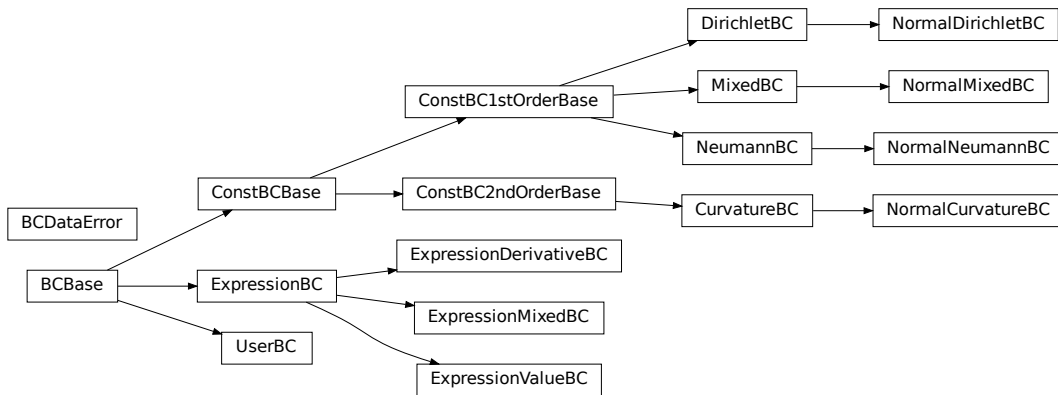 DirichletBC
NormalDirichletBC
MixedBC
NormalMixedBC
ConstBC1stOrderBase
NeumannBC
NormalNeumannBC
ConstBCBase
ConstBC2ndOrderBase
CurvatureBC
NormalCurvatureBC
BCDataError
ExpressionDerivativeBC
BCBase
ExpressionBC
ExpressionMixedBC
UserBC
ExpressionValueBC